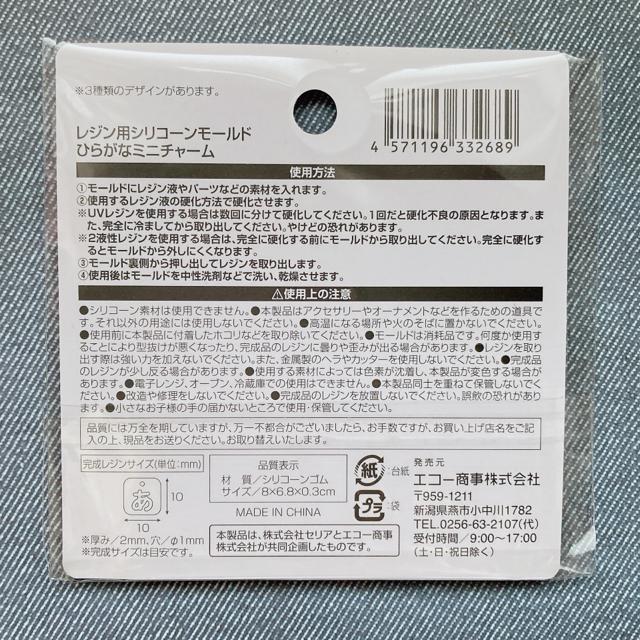 ※3種類のデザインがあります。
レジン用シリコーンモールド
ひらがなミニチャーム
4 571196 332689
使用方法
①モールドにレジン液やパーツなどの素材を入れます。
②使用するレジン液の硬化方法で硬化させます。
※UVレジンを使用する場合は数回に分けて硬化してください。1回だと硬化不良の原因となります。ま
た、完全に冷ましてから取り出してください。やけどの恐れがあります。
※2液性レジンを使用する場合は、完全に硬化する前にモールドから取り出してください。完全に硬化す
るとモールドから外しにくくなります。
③モールド裏側から押し出してレジンを取り出します。
④使用後はモールドを中性洗剤などで洗い、乾燥させます。
⚠使用上の注意
●シリコーン素材は使用できません。●本製品はアクセサリーやオーナメントなどを作るための道具で
す。それ以外の用途には使用しないでください。●高温になる場所や火のそばに置かないでください。
●使用前に本製品に付着したホコリなどを取り除いてください。●モールドは消耗品です。何度か使用す
ることにより型抜けが悪くなったり、完成品のレジンに曇りや歪みが出る場合があります。●レジンを取り
出す際は強い力を加えないでください。また、金属製のヘラやカッターを使用しないでください。●完成品
のレジンが少し反る場合があります。●使用する素材によっては色素が沈着し、本製品が変色する場合が
あります。●電子レンジ、オーブン、冷蔵庫での使用はできません。●本製品同士を重ねて保管しないでく
ださい。●改造や修理をしないでください。●完成品のレジンを放置しないでください。誤飲の恐れがあり
ます。●小さなお子様の手の届かないところで使用・保管してください。
品質には万全を期していますが、万一不都合がございましたら、お手数ですが、お買い上げ店名をご記
入の上、現品をお送りください。お取り替えいたします。
完成レジンサイズ(単位:mm)
あ
10
10
※厚み/2mm、穴/φ1mm
※完成サイズは目安です。
品質表示
材 質/シリコーンゴム
サイズ/8×6.8×0.3cm
MADE IN CHINA
本製品は、株式会社セリアとエコー商事
株式会社が共同企画したものです。
紙
:台紙
プラ
:袋
発売元
エコー商事株式会社
〒959-1211
新潟県燕市小中川1782
TEL.0256-63-2107(代)
受付時間/9:00〜17:00
(土・日・祝日除く)